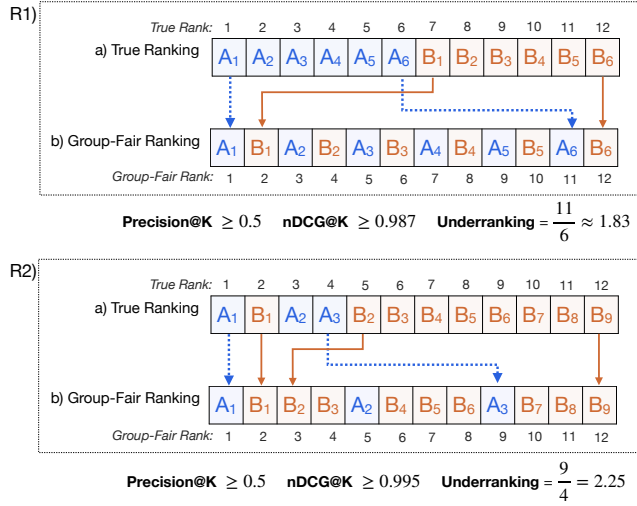 R1)
True Rank: 1 2 3 4 5 6 7 8 9 10 11 12
a) True Ranking A1 A2 A3 A4 A5 A6 B1 B2 B3 B4 B5 B6
b) Group-Fair Ranking A1 B1 A2 B2 A3 B3 A4 B4 A5 B5 A6 B6
Group-Fair Rank: 1 2 3 4 5 6 7 8 9 10 11 12
Precision@K ≥ 0.5 nDCG@K ≥ 0.987 Underranking = 11/6 ≈ 1.83
R2)
True Rank: 1 2 3 4 5 6 7 8 9 10 11 12
a) True Ranking A1 B1 A2 A3 B2 B3 B4 B5 B6 B7 B8 B9
b) Group-Fair Ranking A1 B1 B2 B3 A2 B4 B5 B6 A3 B7 B8 B9
Group-Fair Rank: 1 2 3 4 5 6 7 8 9 10 11 12
Precision@K ≥ 0.5 nDCG@K ≥ 0.995 Underranking = 9/4 = 2.25